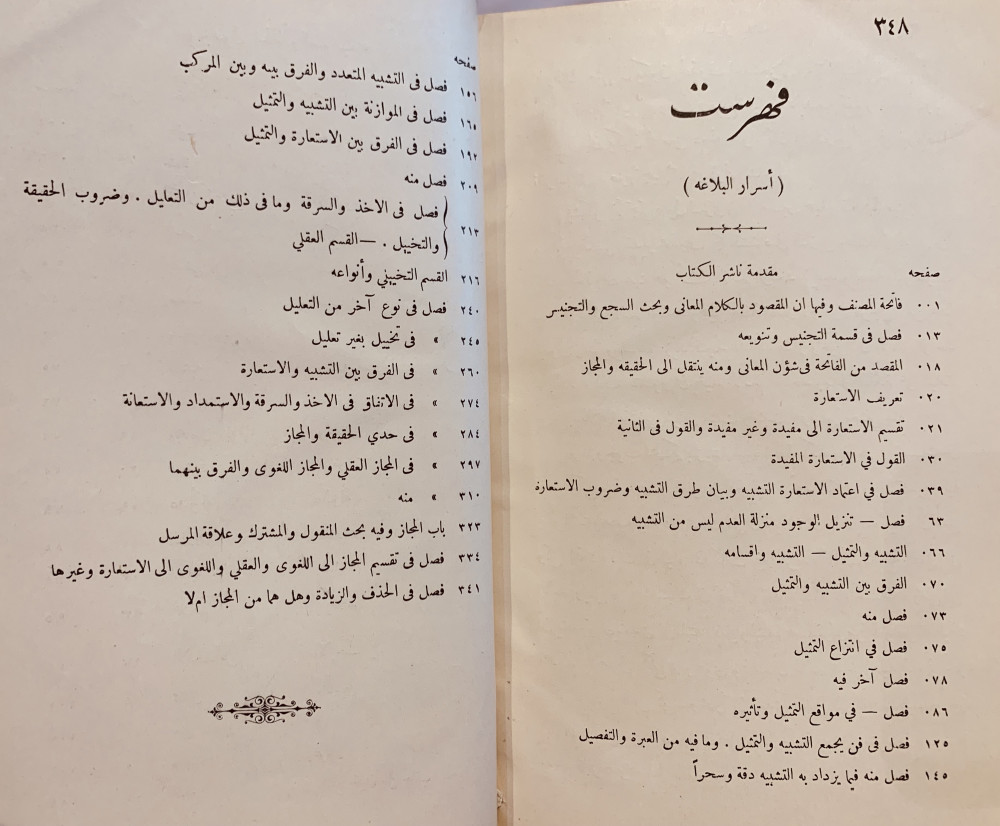 ٣٤٨
فهرست
( أسرار البلاغه )
صفحه مقدمة ناشر الكتاب
٠٠١ فاتحة المصنف وفيها ان المقصود بالكلام المعانى وبحث السجع والتجنيس
٠١٣ فصل فى قسمة التجنيس وتنويعه
٠١٨ المقصد من الفاتحة فى شؤن المعانى ومنه ينتقل الى الحقيقه والمجاز
٠٢٠ تعريف الاستعارة
٠٢١ تقسيم الاستعارة الى مفيدة وغير مفيدة والقول فى الثانية
٠٣٠ القول في الاستعارة المفيدة
٠٣٩ فصل في اعتماد الاستعارة التشبيه وبيان طرق التشبيه وضروب الاستعارة
٠٦٣ فصل — تنزيل الوجود منزلة العدم ليس من التشبيه
٠٦٦ التشبيه والتمثيل — التشبيه واقسامه
٠٧٠ الفرق بين التشبيه والتمثيل
٠٧٣ فصل منه
٠٧٥ فصل في انتزاع التمثيل
٠٧٨ فصل آخر فيه
٠٨٦ فصل — في مواقع التمثيل وتأثيره
١٢٥ فصل فى فن يجمع التشبيه والتمثيل . وما فيه من العبرة والتفصيل
١٤٥ فصل منه فيما يزداد به التشبيه دقة وسحراً
صفحه
١٥٦ فصل فى التشبيه المتعدد والفرق بينه وبين المركب
١٦٥ فصل فى الموازنة بين التشبيه والتمثيل
١٩٢ فصل فى الفرق بين الاستعارة والتمثيل
٢٠٩ فصل منه
٢١٣ فصل فى الاخذ والسرقة وما فى ذلك من التعليل . وضروب الحقيقة
والتخييل . — القسم العقلي
٢١٦ القسم التخييني وأنواعه
٢٤٠ فصل فى نوع آخر من التعليل
٢٤٥ » فى تخييل بغير تعليل
٢٦٠ » فى الفرق بين التشبيه والاستعارة
٢٧٤ » فى الاتفاق فى الاخذ والسرقة والاستمداد والاستعانة
٢٨٤ » فى حدي الحقيقة والمجاز
٢٩٧ » فى المجاز العقلي والمجاز اللغوى والفرق بينهما
٣١٠ » منه
٣٢٣ باب المجاز وفيه بحث المنقول والمشترك وعلاقة المرسل
٣٣٤ فصل فى تقسيم المجاز الى اللغوى والعقلي واللغوى الى الاستعارة وغيرها
٣٤١ فصل فى الحذف والزيادة وهل هما من المجاز ام لا